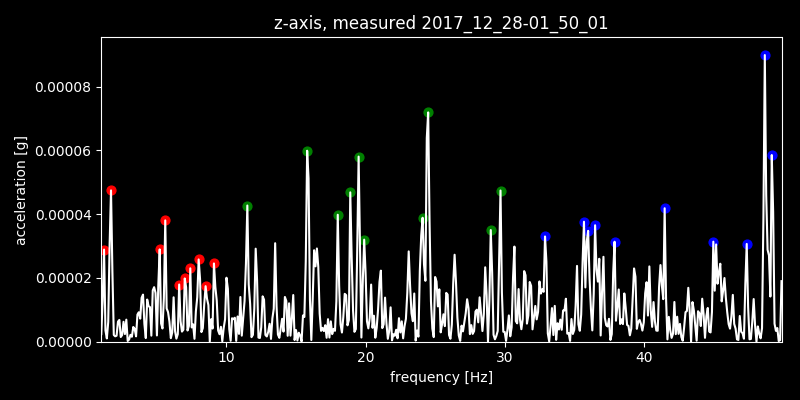 z-axis, measured 2017_12_28-01_50_01
0.00008
0.00006
0.00004
0.00002
0.00000
acceleration [g]
10 20 30 40
frequency [Hz]